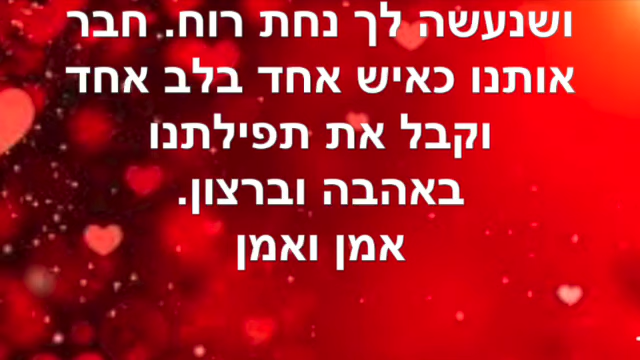 ושנעשה לך נחת רוח. חבר
אותנו כאיש אחד בלב אחד
וקבל את תפילתנו
באהבה וברצון.
אמן ואמן